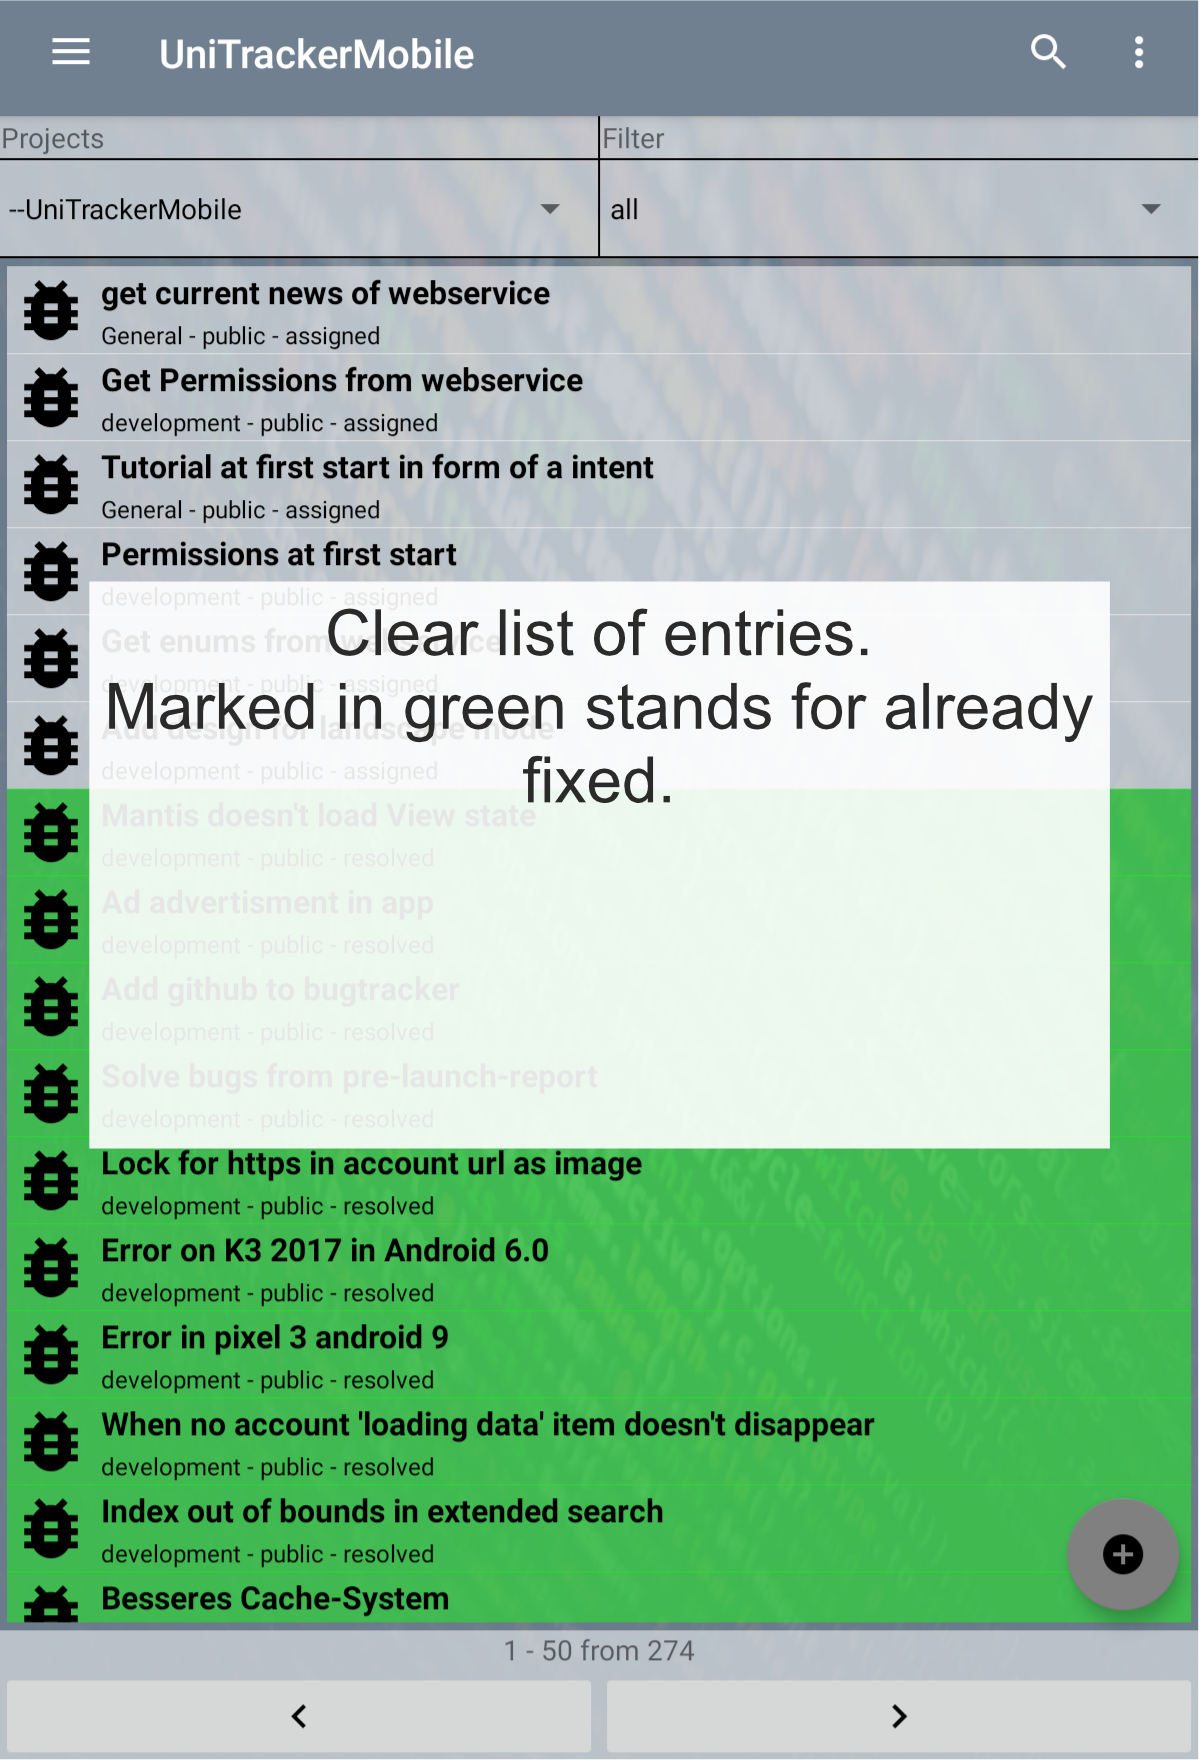 UniTrackerMobile
Projects
Filter
--UniTrackerMobile
all
get current news of webservice
General - public - assigned
Get Permissions from webservice
development - public - assigned
Tutorial at first start in form of a intent
General - public - assigned
Permissions at first start
development - public - assigned
Clear list of entries.
Get enums from webservice
development - public - assigned
Marked in green stands for already
Add design for landscape mode
development - public - assigned
fixed.
Mantis doesn't load View state
development - public - resolved
Ad advertisment in app
development - public - resolved
Add github to bugtracker
development - public - resolved
Solve bugs from pre-launch-report
development - public - resolved
Lock for https in account url as image
development - public - resolved
Error on K3 2017 in Android 6.0
development - public - resolved
Error in pixel 3 android 9
development - public - resolved
When no account 'loading data' item doesn't disappear
development - public - resolved
Index out of bounds in extended search
development - public - resolved
Besseres Cache-System
1 - 50 from 274